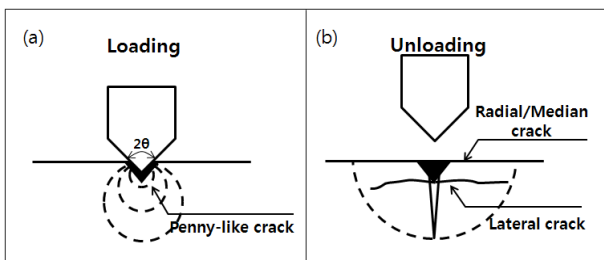 (a)
Loading
2θ
Penny-like crack
(b)
Unloading
Radial/Median
crack
Lateral crack